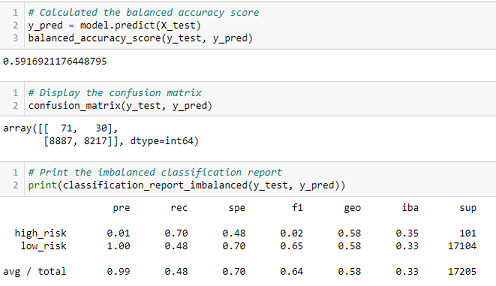 1 # Calculated the balanced accuracy score
2 y_pred = model.predict(X_test)
3 balanced_accuracy_score(y_test, y_pred)
0.5916921176448795
1 # Display the confusion matrix
2 confusion_matrix(y_test, y_pred)
array([[ 71, 30],
[8887, 8217]], dtype=int64)
1 # Print the imbalanced classification report
2 print(classification_report_imbalanced(y_test, y_pred))
pre rec spe f1 geo iba sup
high_risk 0.01 0.70 0.48 0.02 0.58 0.35 101
low_risk 1.00 0.48 0.70 0.65 0.58 0.33 17104
avg / total 0.99 0.48 0.70 0.64 0.58 0.33 17205